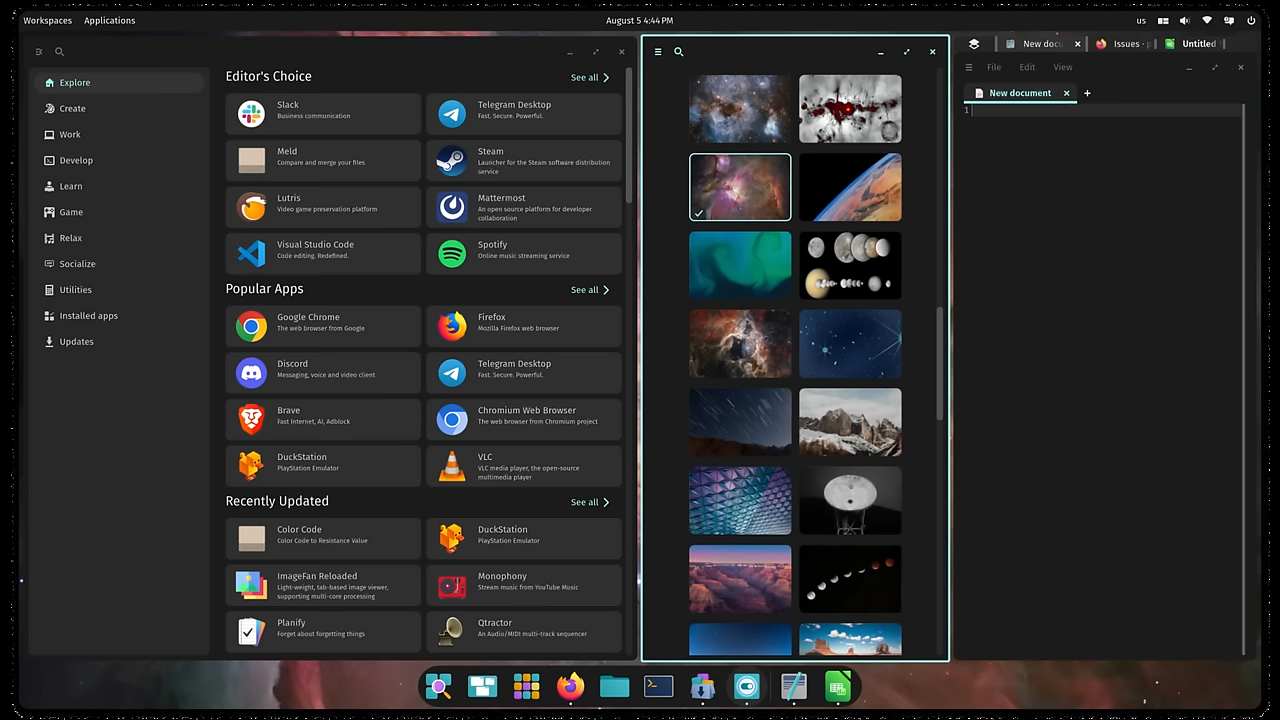 Workspaces Applications August 5 4:44 PM us
New doc Issues - p Untitled
File Edit View
New document
1
Explore
Create
Work
Develop
Learn
Game
Relax
Socialize
Utilities
Installed apps
Updates
Editor's Choice See all
Slack
Business communication
Telegram Desktop
Fast. Secure. Powerful.
Meld
Compare and merge your files
Steam
Launcher for the Steam software distribution
service
Lutris
Video game preservation platform
Mattermost
An open source platform for developer
collaboration
Visual Studio Code
Code editing. Redefined.
Spotify
Online music streaming service
Popular Apps See all
Google Chrome
The web browser from Google
Firefox
Mozilla Firefox web browser
Discord
Messaging, voice and video client
Telegram Desktop
Fast. Secure. Powerful.
Brave
Fast Internet, AI, Adblock
Chromium Web Browser
The web browser from Chromium project
DuckStation
PlayStation Emulator
VLC
VLC media player, the open-source
multimedia player
Recently Updated See all
Color Code
Color Code to Resistance Value
DuckStation
PlayStation Emulator
ImageFan Reloaded
Light-weight, tab-based image viewer,
supporting multi-core processing
Monophony
Stream music from YouTube Music
Planify
Forget about forgetting things
Qtractor
An Audio/MIDI multi-track sequencer